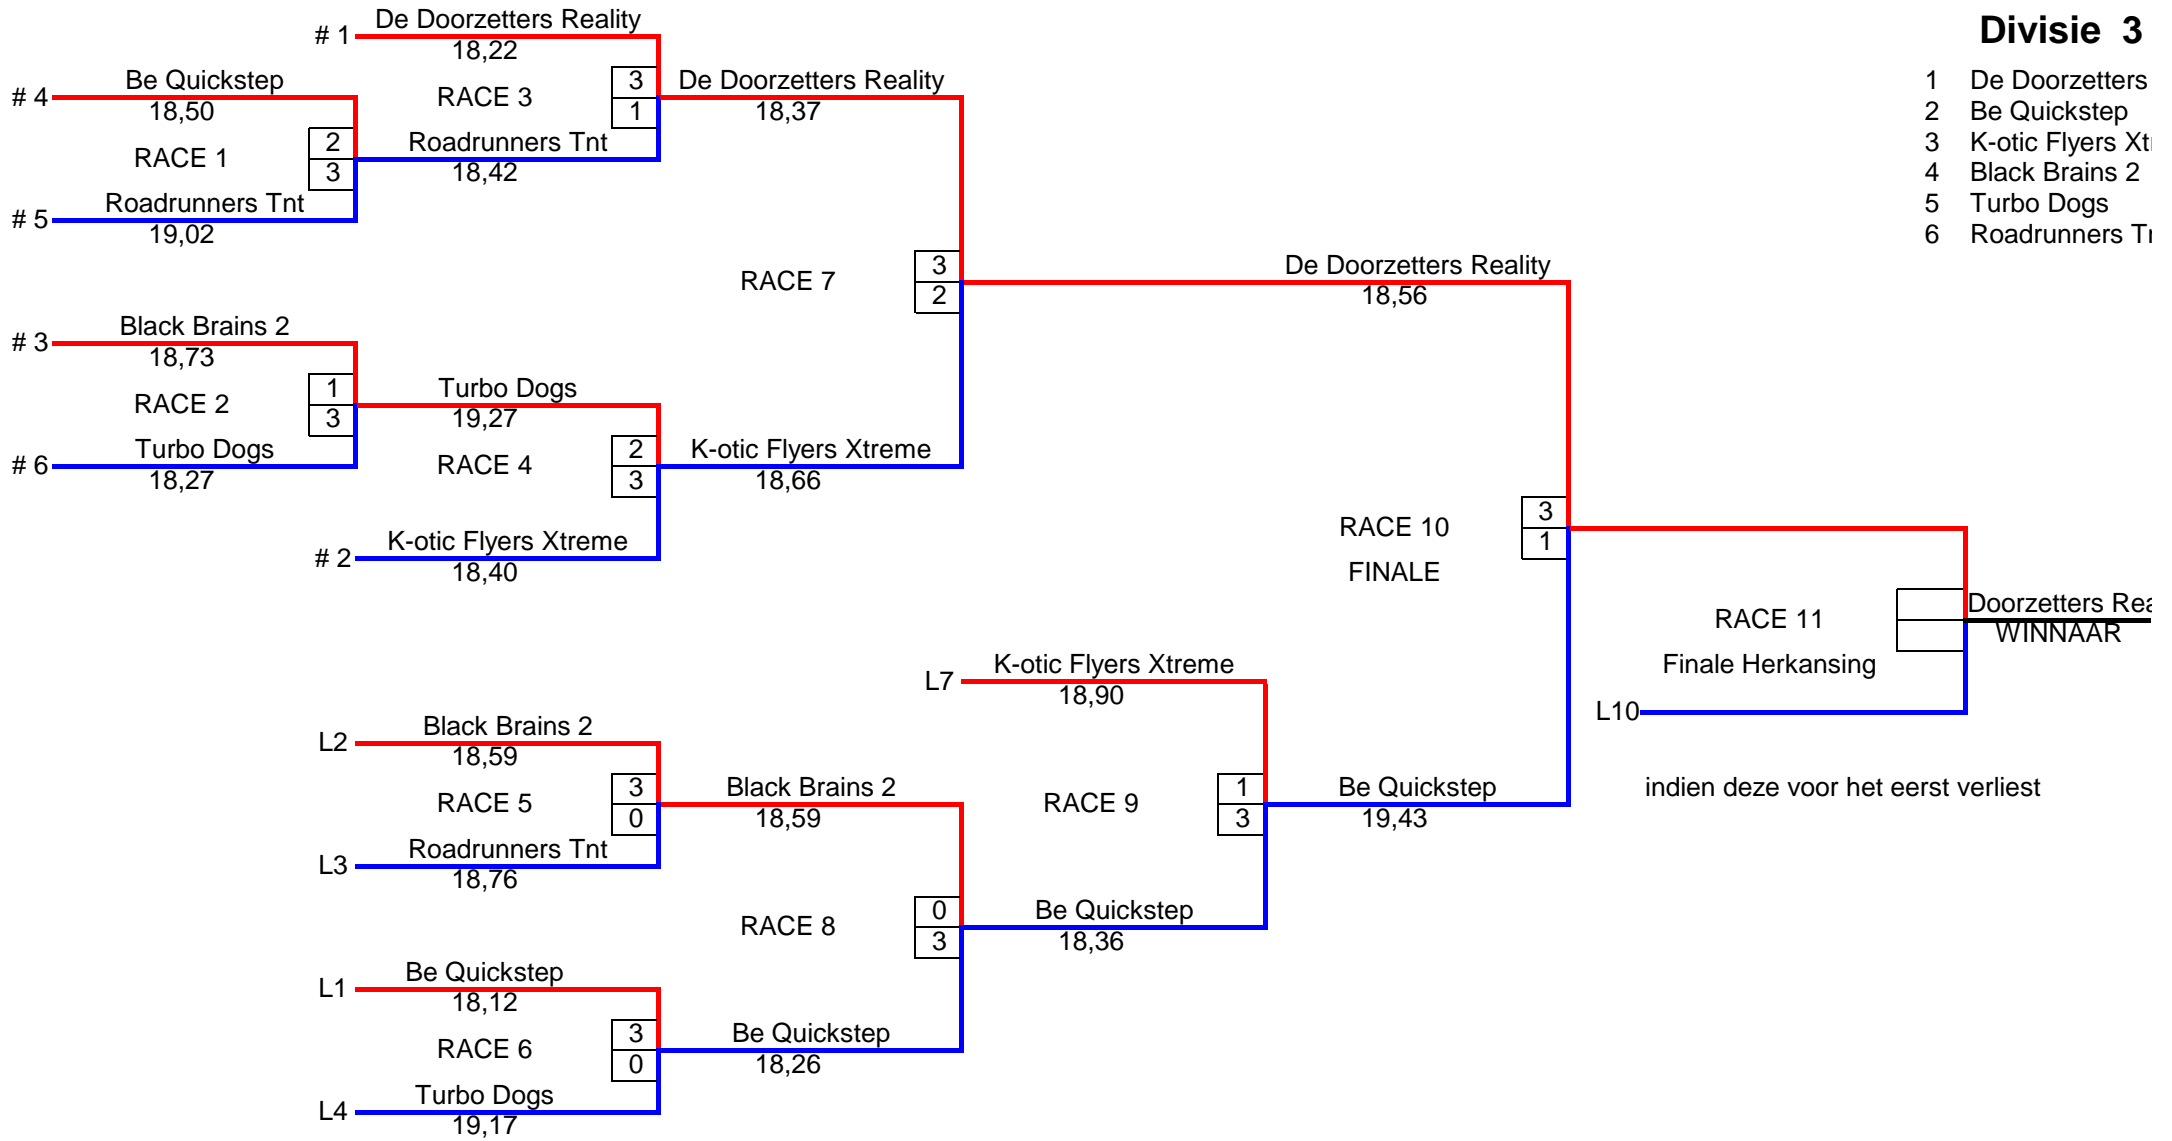 Divisie 3
1 De Doorzetters
2 Be Quickstep
3 K-otic Flyers
4 Black Brains 2
5 Turbo Dogs
6 Roadrunners
# 1 De Doorzetters Reality
18,22
# 4 Be Quickstep
18,50
RACE 1
2
3
# 5 Roadrunners Tnt
19,02
RACE 3
3
1
Roadrunners Tnt
18,42
De Doorzetters Reality
18,37
# 3 Black Brains 2
18,73
RACE 2
1
3
# 6 Turbo Dogs
18,27
Turbo Dogs
19,27
RACE 4
2
3
# 2 K-otic Flyers Xtreme
18,40
RACE 7
3
2
K-otic Flyers Xtreme
18,66
De Doorzetters Reality
18,56
RACE 10
FINALE
3
1
L7 K-otic Flyers Xtreme
18,90
L2 Black Brains 2
18,59
RACE 5
3
0
L3 Roadrunners Tnt
18,76
Black Brains 2
18,59
RACE 8
0
3
L1 Be Quickstep
18,12
RACE 6
3
0
L4 Turbo Dogs
19,17
Be Quickstep
18,26
RACE 9
1
3
Be Quickstep
18,36
Be Quickstep
19,43
RACE 11
Finale Herkansing
L10
Doorzetters
WINNAAR
indien deze voor het eerst verliest